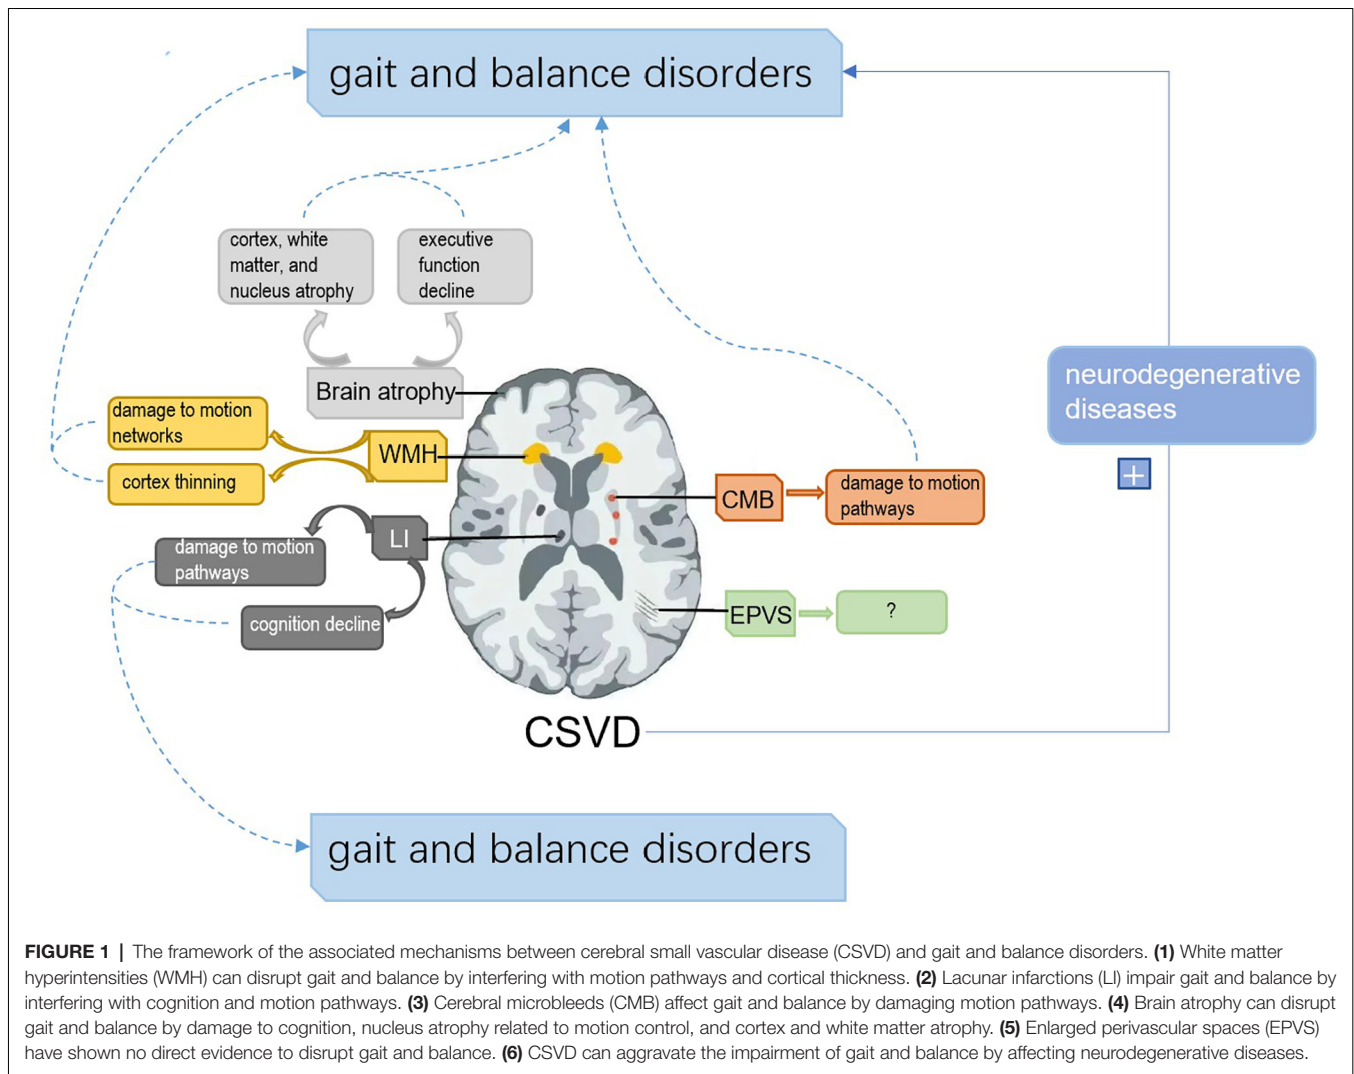 gait and balance disorders
cortex, white
matter, and
nucleus atrophy
executive
function
decline
Brain atrophy
neurodegenerative
diseases
damage to motion
networks
WMH
cortex thinning
CMB
damage to motion
pathways
LI
damage to motion
pathways
cognition decline
EPVS
?
CSVD
gait and balance disorders
FIGURE 1 | The framework of the associated mechanisms between cerebral small vascular disease (CSVD) and gait and balance disorders. (1) White matter
hyperintensities (WMH) can disrupt gait and balance by interfering with motion pathways and cortical thickness. (2) Lacunar infarctions (LI) impair gait and balance by
interfering with cognition and motion pathways. (3) Cerebral microbleeds (CMB) affect gait and balance by damaging motion pathways. (4) Brain atrophy can disrupt
gait and balance by damage to cognition, nucleus atrophy related to motion control, and cortex and white matter atrophy. (5) Enlarged perivascular spaces (EPVS)
have shown no direct evidence to disrupt gait and balance. (6) CSVD can aggravate the impairment of gait and balance by affecting neurodegenerative diseases.